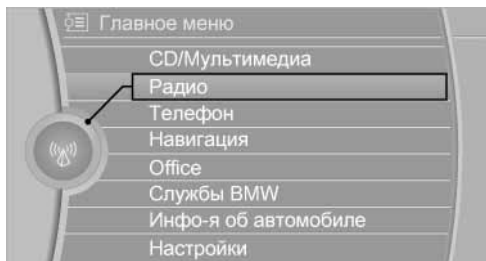 Главное меню
CD/Мультимедиа
Радио
Телефон
Навигация
Office
Службы BMW
Инфо-я об автомобиле
Настройки